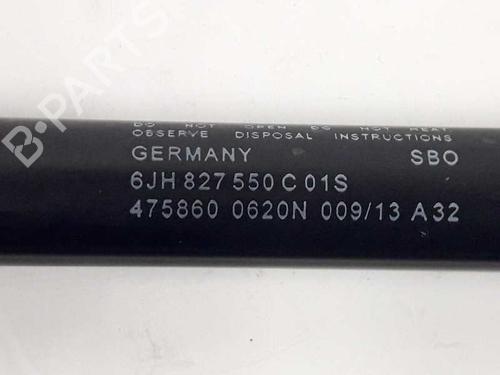 DO NOT OPEN DO NOT HEAT
OBSERVE DISPOSAL INSTRUCTIONS
GERMANY SBO
6JH 827 550 C 01S
475860 0620N 009/13 A32
B-PARTS